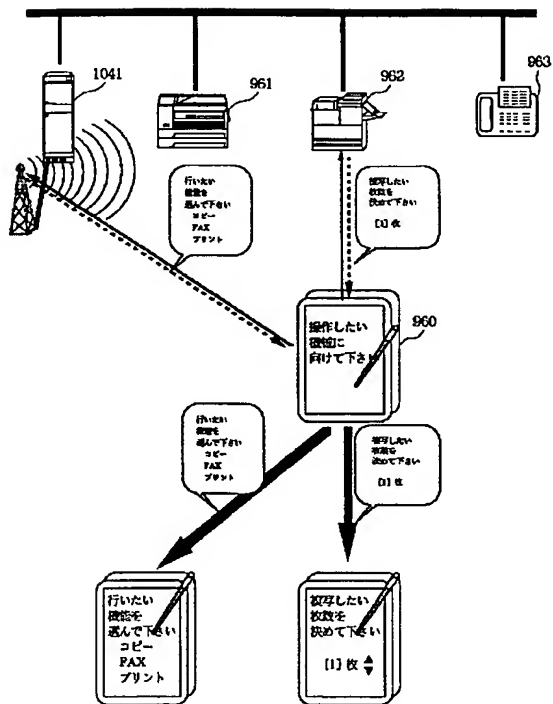 1041
961
962
963
行いたい
機能を
選んで下さい
コピー
FAX
プリント
複写したい
枚数を
決めて下さい
[1] 枚
操作したい
機械に
向けて下さい
960
行いたい
機能を
選んで下さい
コピー
FAX
プリント
複写したい
枚数を
決めて下さい
[1] 枚
行いたい
機能を
選んで下さい
コピー
FAX
プリント
複写したい
枚数を
決めて下さい
[1] 枚